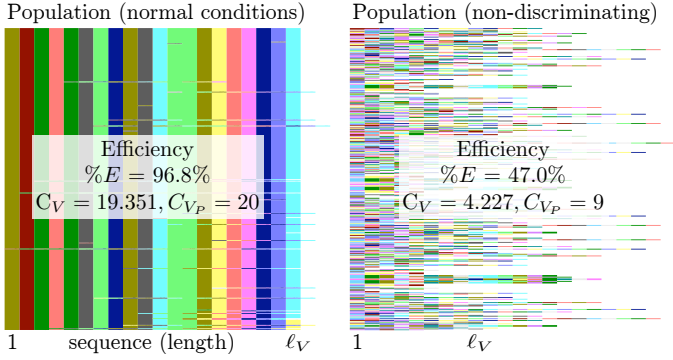 Population (normal conditions)
Efficiency
%E = 96.8%
C_V = 19.351, C_{V_P} = 20
1 sequence (length) ℓ_V
Population (non-discriminating)
Efficiency
%E = 47.0%
C_V = 4.227, C_{V_P} = 9
1 ℓ_V